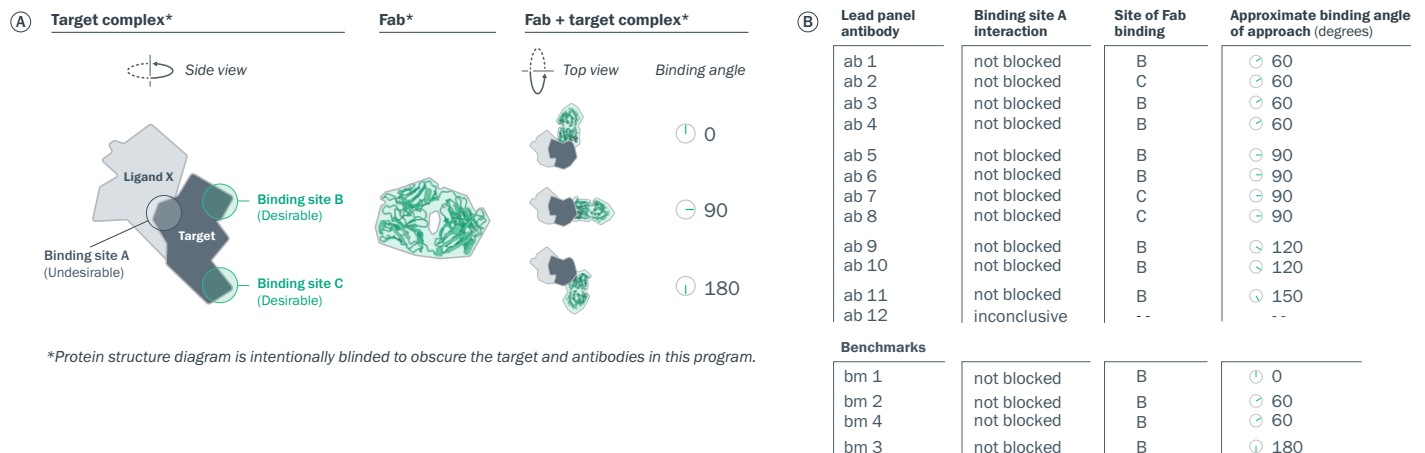 A
Target complex*
Fab*
Fab + target complex*
Side view
Top view
Binding angle
Ligand X
Target
Binding site A
(Undesirable)
Binding site B
(Desirable)
Binding site C
(Desirable)
0
90
180
*Protein structure diagram is intentionally blinded to obscure the target and antibodies in this program.
B
Lead panel antibody Binding site A interaction Site of Fab binding Approximate binding angle of approach (degrees)
ab 1 not blocked B 60
ab 2 not blocked C 60
ab 3 not blocked B 60
ab 4 not blocked B 60
ab 5 not blocked B 90
ab 6 not blocked B 90
ab 7 not blocked C 90
ab 8 not blocked C 90
ab 9 not blocked B 120
ab 10 not blocked B 120
ab 11 not blocked B 150
ab 12 inconclusive -- --
Benchmarks
bm 1 not blocked B 0
bm 2 not blocked B 60
bm 4 not blocked B 60
bm 3 not blocked B 180